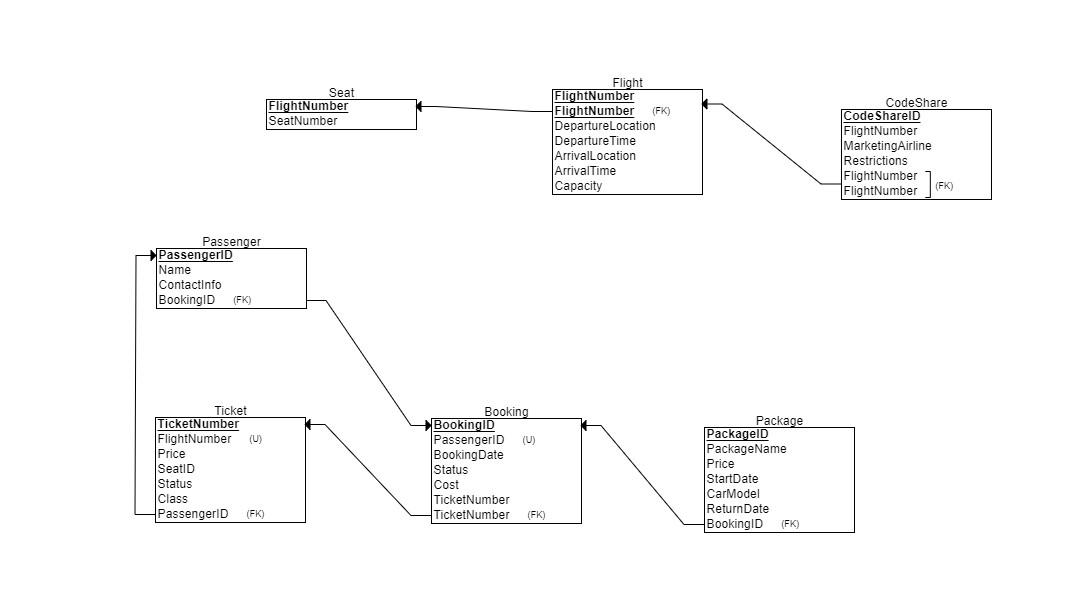 Seat
FlightNumber
SeatNumber
Flight
FlightNumber
FlightNumber (FK)
DepartureLocation
DepartureTime
ArrivalLocation
ArrivalTime
Capacity
CodeShare
CodeShareID
FlightNumber
MarketingAirline
Restrictions
FlightNumber
FlightNumber
(FK)
Passenger
PassengerID
Name
ContactInfo
BookingID (FK)
Ticket
TicketNumber
FlightNumber (U)
Price
SeatID
Status
Class
PassengerID (FK)
Booking
BookingID
PassengerID (U)
BookingDate
Status
Cost
TicketNumber
TicketNumber (FK)
Package
PackageID
PackageName
Price
StartDate
CarModel
ReturnDate
BookingID (FK)